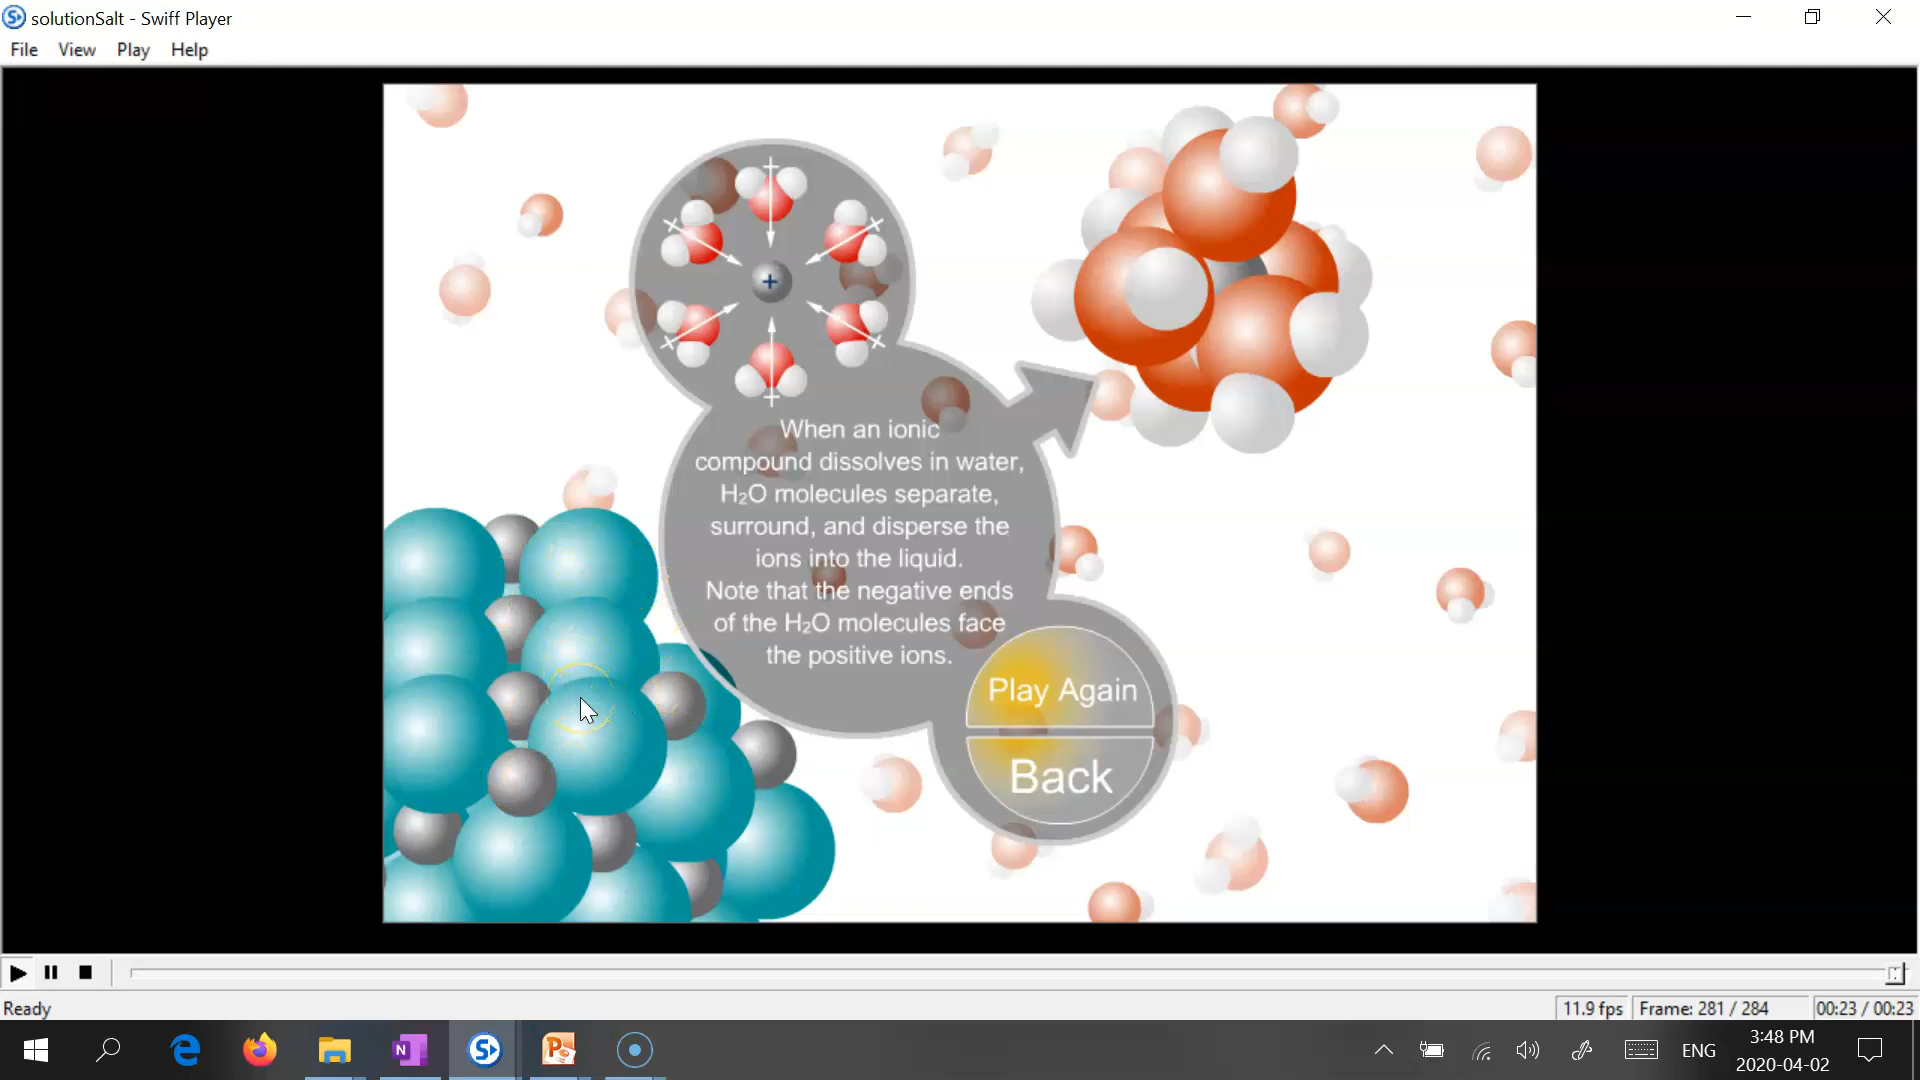 solutionSalt - Swiff Player
File View Play Help
+
When an ionic
compound dissolves in water,
H₂O molecules separate,
surround, and disperse the
ions into the liquid.
Note that the negative ends
of the H₂O molecules face
the positive ions.
Play Again
Back
Ready
11.9 fps Frame: 281 / 284 00:23 / 00:23
ENG
3:48 PM
2020-04-02